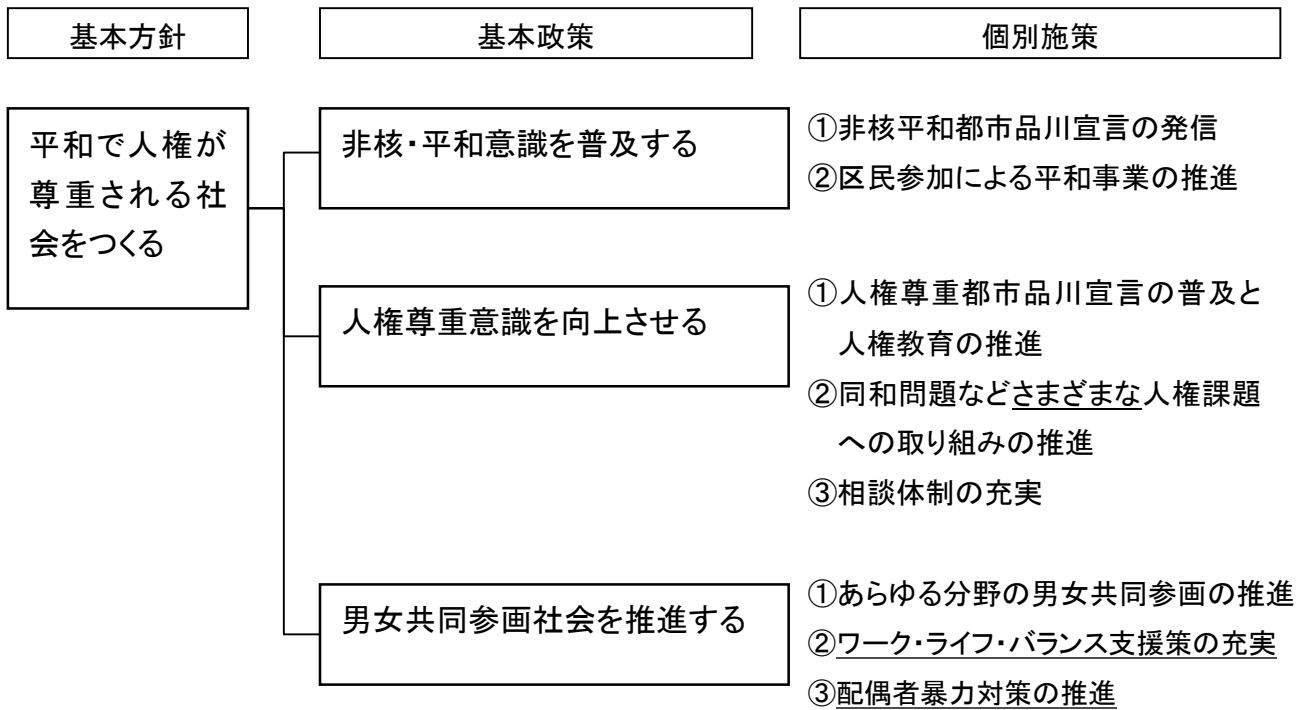 基本方針
基本政策
個別施策
平和で人権が
尊重される社
会をつくる
非核・平和意識を普及する
①非核平和都市品川宣言の発信
②区民参加による平和事業の推進
人権尊重意識を向上させる
①人権尊重都市品川宣言の普及と
人権教育の推進
②同和問題などさまざまな人権課題
への取り組みの推進
③相談体制の充実
男女共同参画社会を推進する
①あらゆる分野の男女共同参画の推進
②ワーク・ライフ・バランス支援策の充実
③配偶者暴力対策の推進